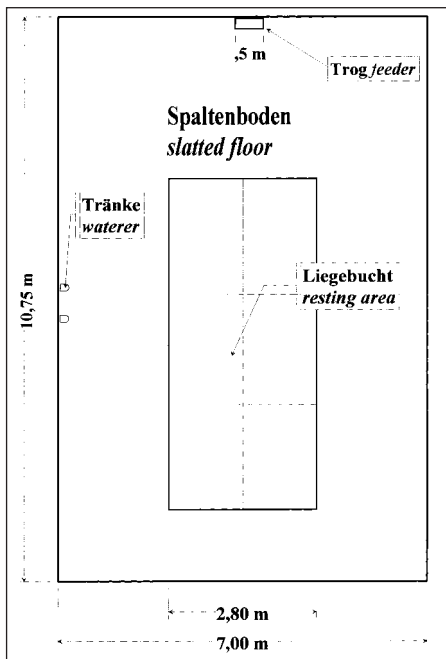 ,5 m
Trog feeder
Spaltenboden
slatted floor
Tränke
waterer
Liegebucht
resting area
10,75 m
2,80 m
7,00 m